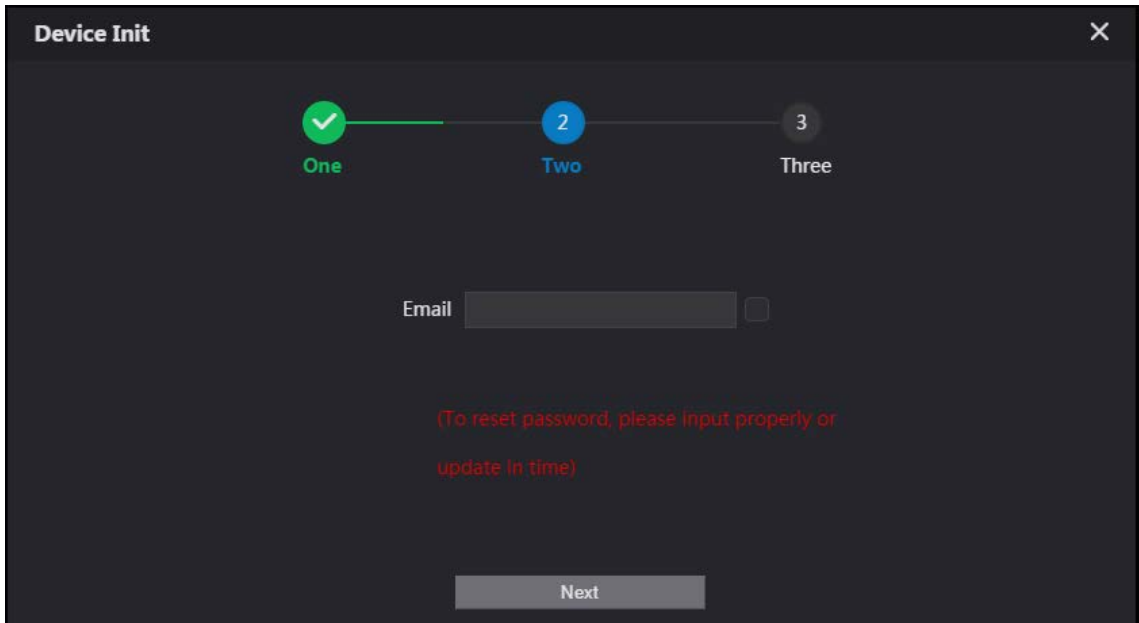 Device Init
2
3
One
Two
Three
Email
(To reset password, please input properly or
update in time)
Next